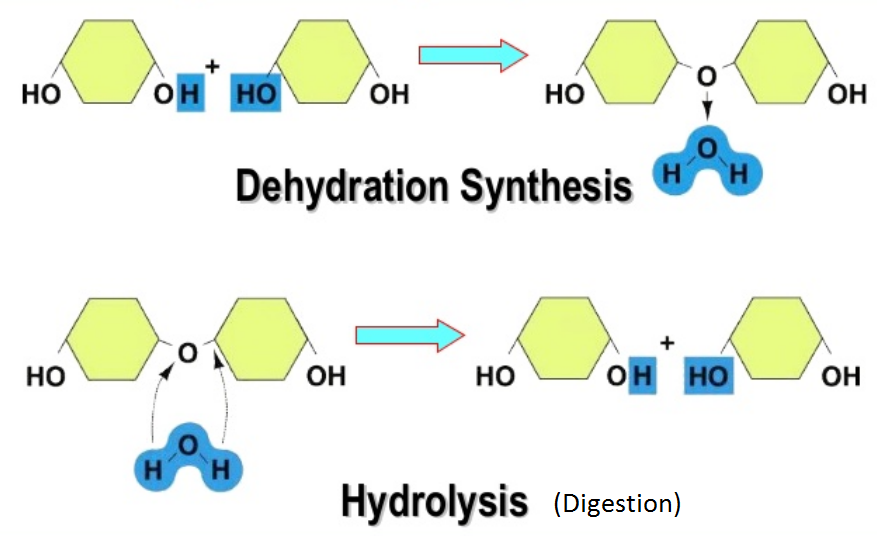 HO OH + HO OH HO O OH
H O H
Dehydration Synthesis
HO O OH HO OH + HO OH
H O H
Hydrolysis (Digestion)